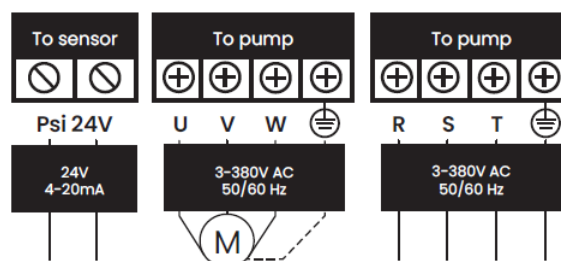 To sensor
To pump
To pump
Psi 24V
U V W
R S T
24V
4-20mA
3-380V AC
50/60 Hz
3-380V AC
50/60 Hz
M